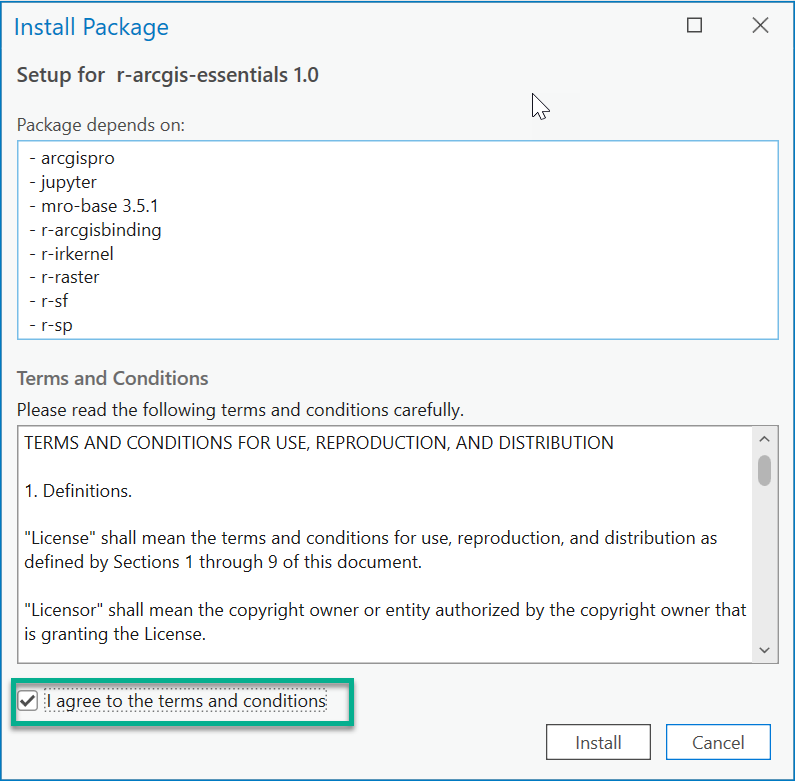 Install Package
Setup for r-arcgis-essentials 1.0
Package depends on:
- arcgispro
- jupyter
- mro-base 3.5.1
- r-arcgisbinding
- r-irkernel
- r-raster
- r-sf
- r-sp
Terms and Conditions
Please read the following terms and conditions carefully.
TERMS AND CONDITIONS FOR USE, REPRODUCTION, AND DISTRIBUTION
1. Definitions.
"License" shall mean the terms and conditions for use, reproduction, and distribution as
defined by Sections 1 through 9 of this document.
"Licensor" shall mean the copyright owner or entity authorized by the copyright owner that
is granting the License.
I agree to the terms and conditions
Install Cancel